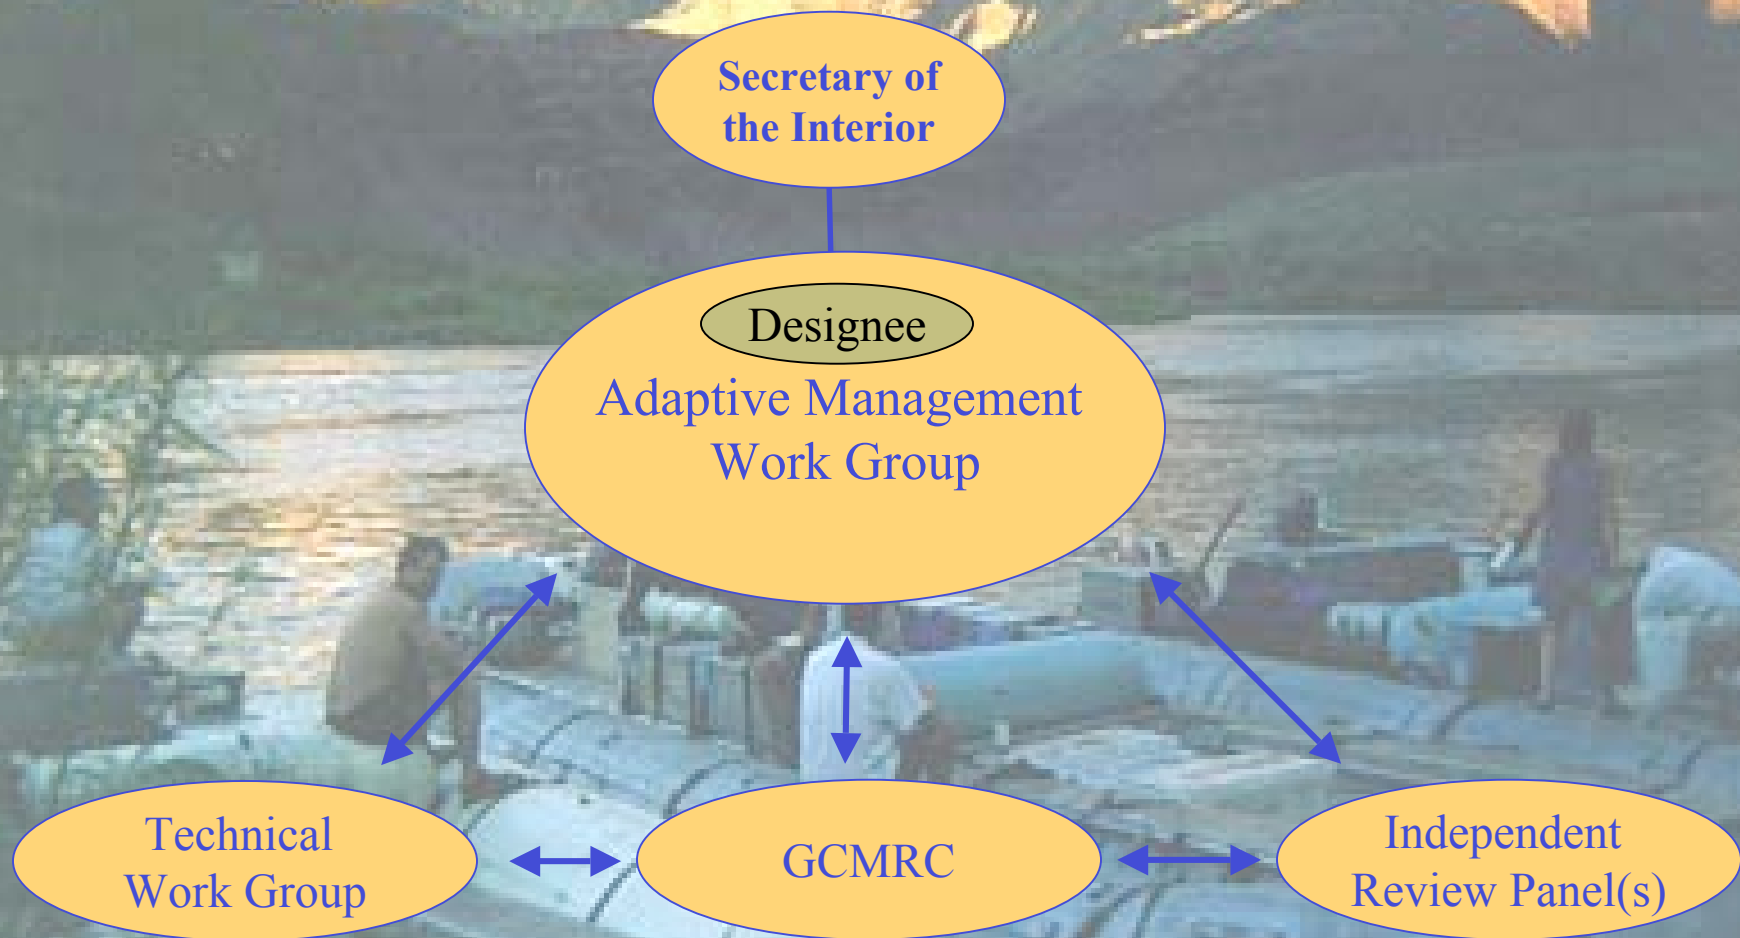 Secretary of
the Interior
Designee
Adaptive Management
Work Group
Technical
Work Group
GCMRC
Independent
Review Panel(s)